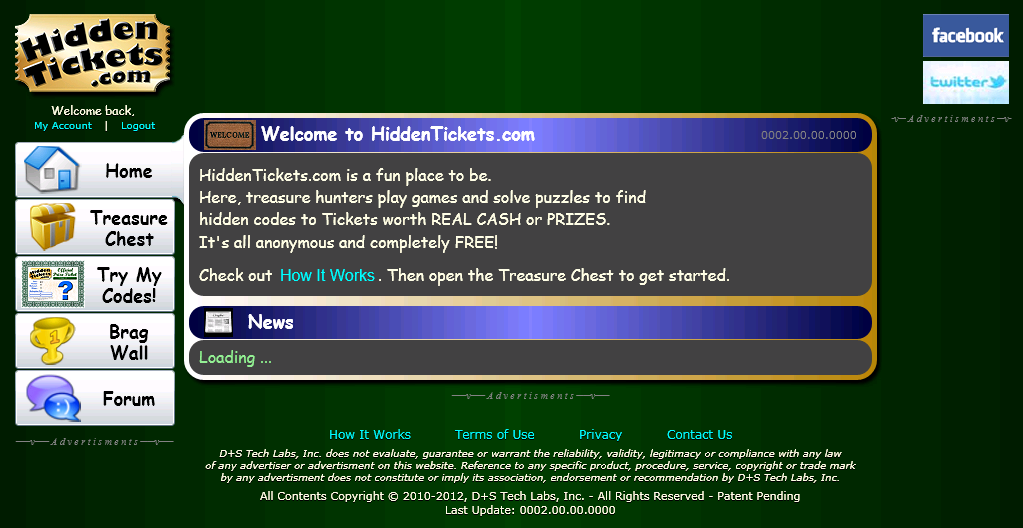 Hidden
Tickets
.com
facebook
twitter
Welcome back,
My Account | Logout
Advertisments
Home
Treasure
Chest
Try My
Codes!
Brag
Wall
Forum
Advertisments
WELCOME
Welcome to HiddenTickets.com
0002.00.00.0000
HiddenTickets.com is a fun place to be.
Here, treasure hunters play games and solve puzzles to find
hidden codes to Tickets worth REAL CASH or PRIZES.
It's all anonymous and completely FREE!
Check out How It Works. Then open the Treasure Chest to get started.
News
Loading ...
Advertisments
How It Works Terms of Use Privacy Contact Us
D+S Tech Labs, Inc. does not evaluate, guarantee or warrant the reliability, validity, legitimacy or compliance with any law
of any advertiser or advertisment on this website. Reference to any specific product, procedure, service, copyright or trade mark
by any advertisment does not constitute or imply its association, endorsement or recommendation by D+S Tech Labs, Inc.
All Contents Copyright © 2010-2012, D+S Tech Labs, Inc. - All Rights Reserved - Patent Pending
Last Update: 0002.00.00.0000